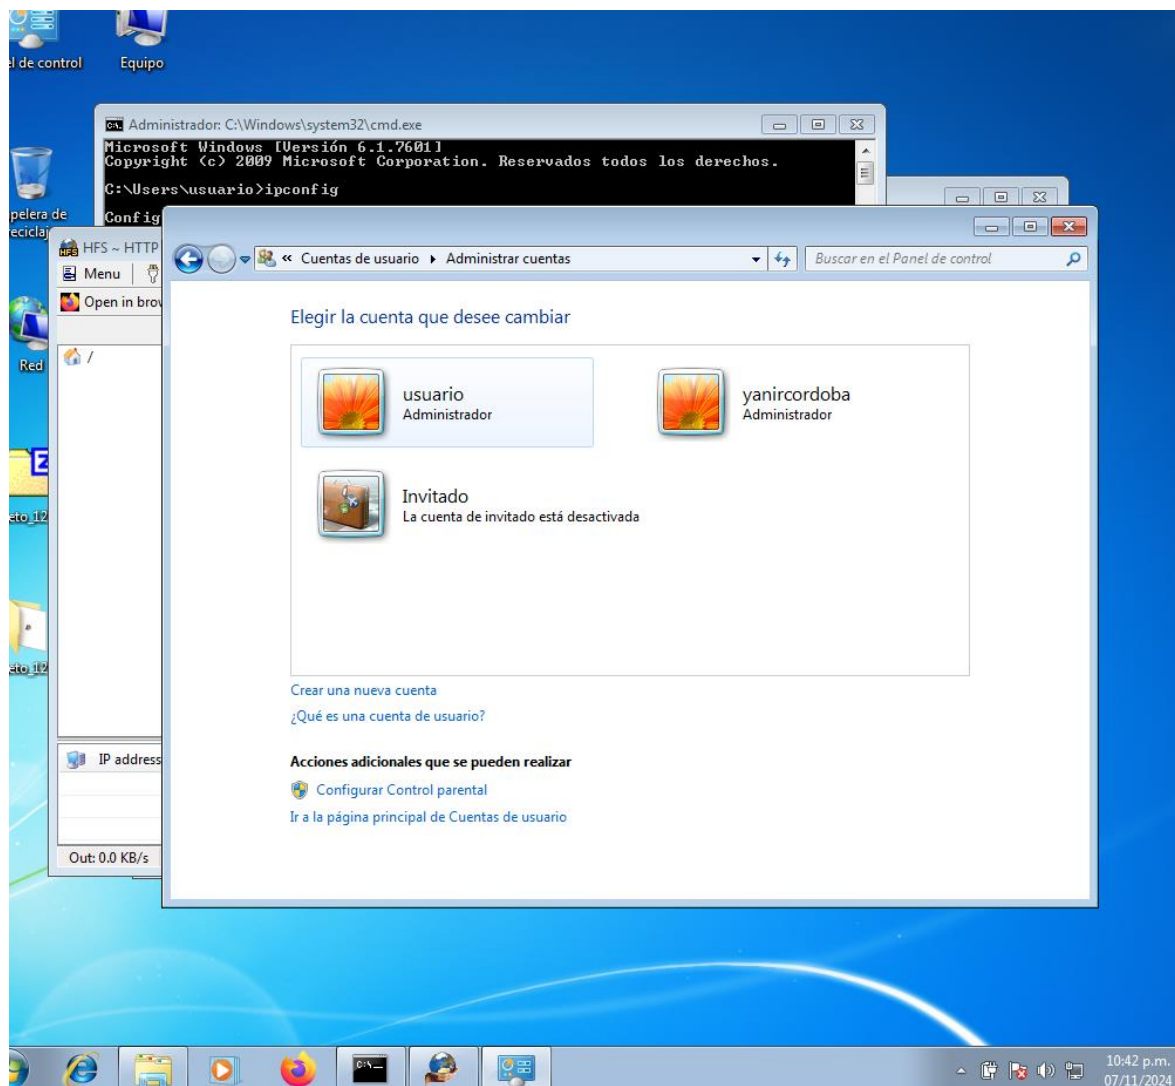 el de control
Equipo
Administrador: C:\Windows\system32\cmd.exe
Microsoft Windows [Versión 6.1.7601]
Copyright (c) 2009 Microsoft Corporation. Reservados todos los derechos.
C:\Users\usuario>ipconfig
Config
pelera de
reciclaj
HFS ~ HTTP
Menu
Open in brow
/
Red
eto_12
eto_12
IP address
Out: 0.0 KB/s
« Cuentas de usuario Administrar cuentas
Buscar en el Panel de control
Elegir la cuenta que desee cambiar
usuario
Administrador
yanircordoba
Administrador
Invitado
La cuenta de invitado está desactivada
Crear una nueva cuenta
¿Qué es una cuenta de usuario?
Acciones adicionales que se pueden realizar
Configurar Control parental
Ir a la página principal de Cuentas de usuario
10:42 p.m.
07/11/2024